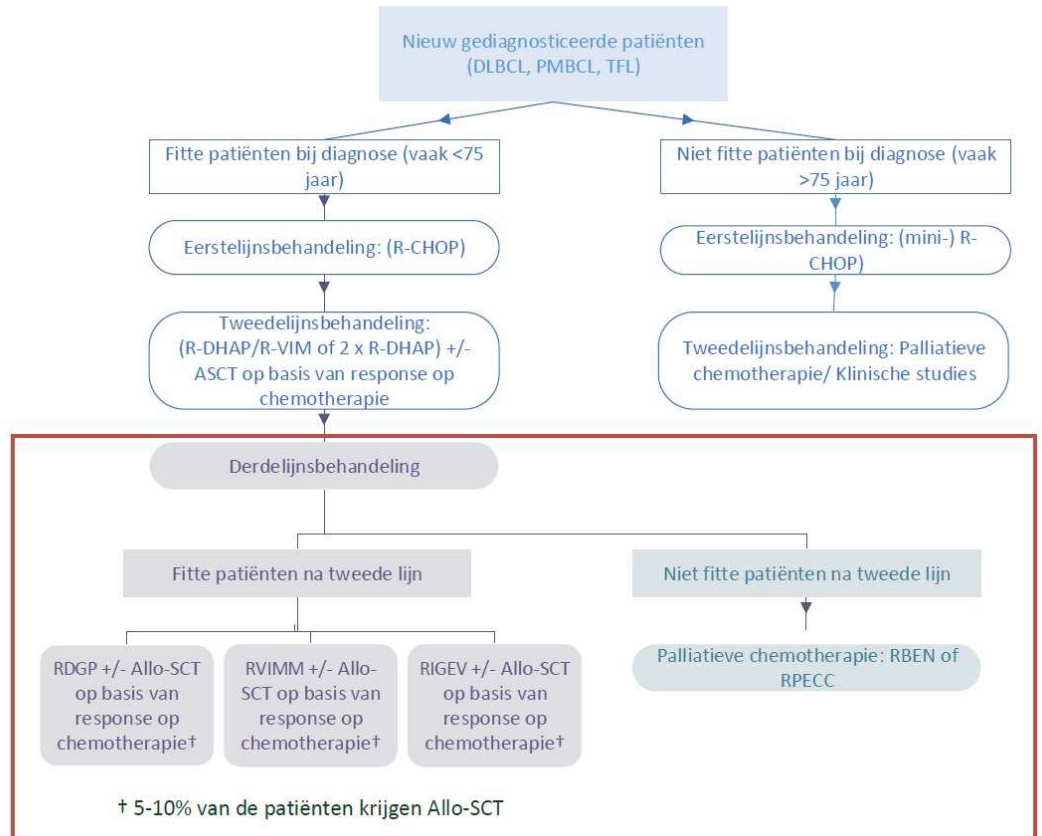 Nieuw gediagnosticeerde patiënten
(DLBCL, PMBCL, TFL)
Fitte patiënten bij diagnose (vaak <75
jaar)
Niet fitte patiënten bij diagnose (vaak
>75 jaar)
Eerstelijnsbehandeling: (R-CHOP)
Eerstelijnsbehandeling: (mini-) R-
CHOP)
Tweedelijnsbehandeling:
(R-DHAP/R-VIM of 2 x R-DHAP) +/-
ASCT op basis van response op
chemotherapie
Tweedelijnsbehandeling: Palliatieve
chemotherapie/ Klinische studies
Derdelijnsbehandeling
Fitte patiënten na tweede lijn
Niet fitte patiënten na tweede lijn
RDGP +/- Allo-SCT
op basis van
response op
chemotherapie†
RVIMM +/- Allo-
SCT op basis van
response op
chemotherapie†
RIGEV +/- Allo-SCT
op basis van
response op
chemotherapie†
Palliatieve chemotherapie: RBEN of
RPECC
† 5-10% van de patiënten krijgen Allo-SCT